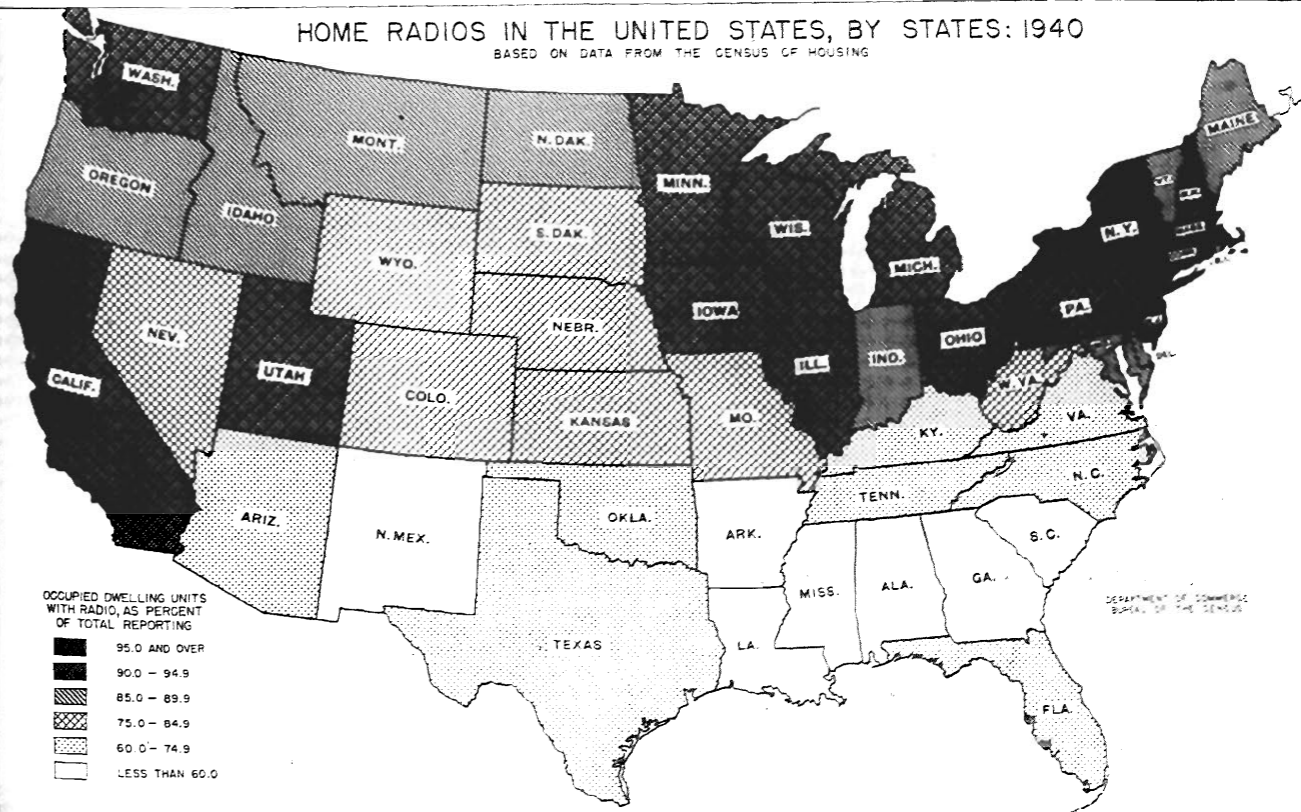 HOME RADIOS IN THE UNITED STATES, BY STATES: 1940
BASED ON DATA FROM THE CENSUS OF HOUSING
WASH.
MONT.
N. DAK.
MINN.
MAINE
OREGON
IDAHO
VT.
N.H.
WYO.
S. DAK.
WIS.
MICH.
N.Y.
MASS.
CONN.
R.I.
NEV.
NEBR.
IOWA
PA.
N.J.
CALIF.
UTAH
COLO.
KANSAS
MO.
ILL.
IND.
OHIO
W. VA.
DEL.
KY.
VA.
ARIZ.
N. MEX.
OKLA.
ARK.
TENN.
N.C.
S.C.
MISS.
ALA.
GA.
TEXAS
LA.
FLA.
DEPARTMENT OF COMMERCE
BUREAU OF THE CENSUS
OCCUPIED DWELLING UNITS
WITH RADIO, AS PERCENT
OF TOTAL REPORTING
95.0 AND OVER
90.0 – 94.9
85.0 – 89.9
75.0 – 84.9
60.0 – 74.9
LESS THAN 60.0